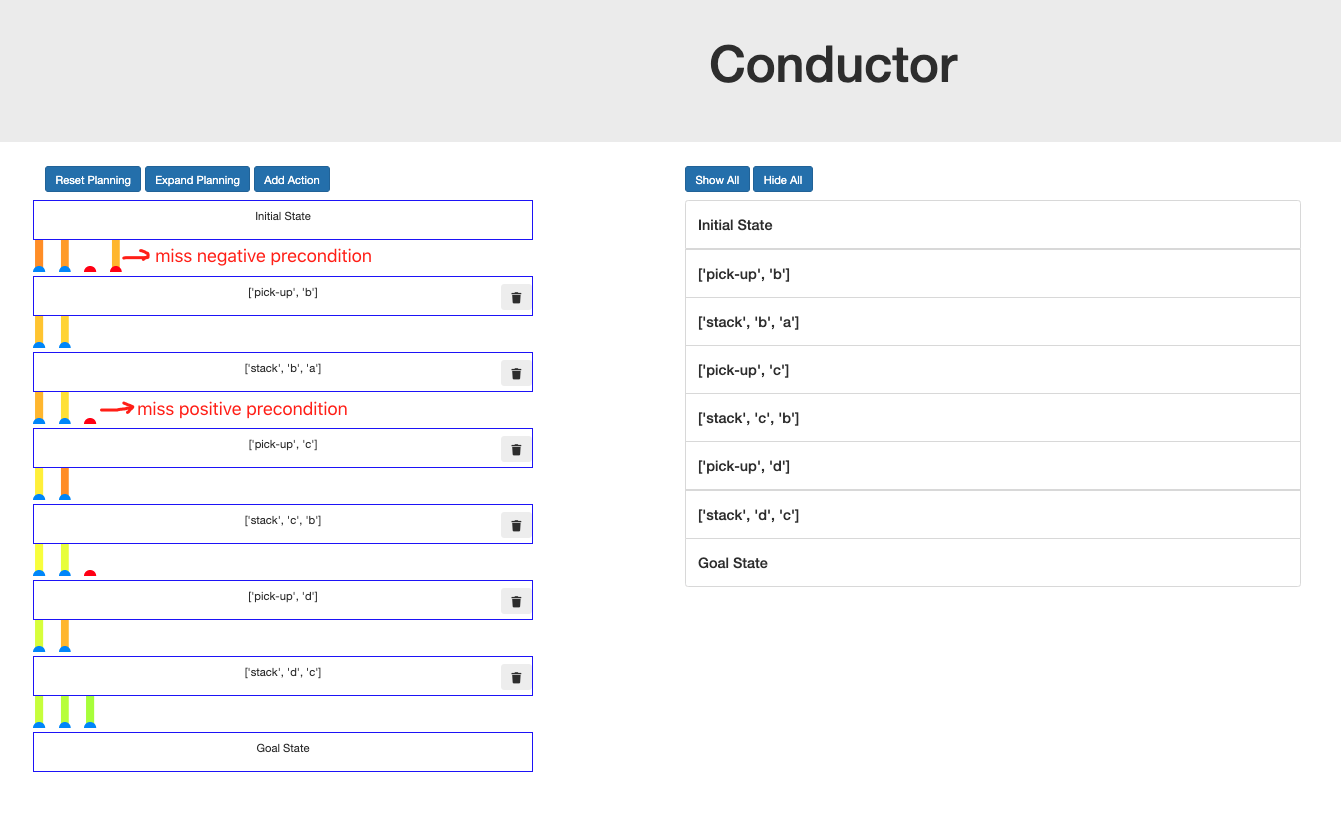 Conductor
Reset Planning Expand Planning Add Action
Initial State
miss negative precondition
['pick-up', 'b']
['stack', 'b', 'a']
miss positive precondition
['pick-up', 'c']
['stack', 'c', 'b']
['pick-up', 'd']
['stack', 'd', 'c']
Goal State
Show All Hide All
Initial State
['pick-up', 'b']
['stack', 'b', 'a']
['pick-up', 'c']
['stack', 'c', 'b']
['pick-up', 'd']
['stack', 'd', 'c']
Goal State